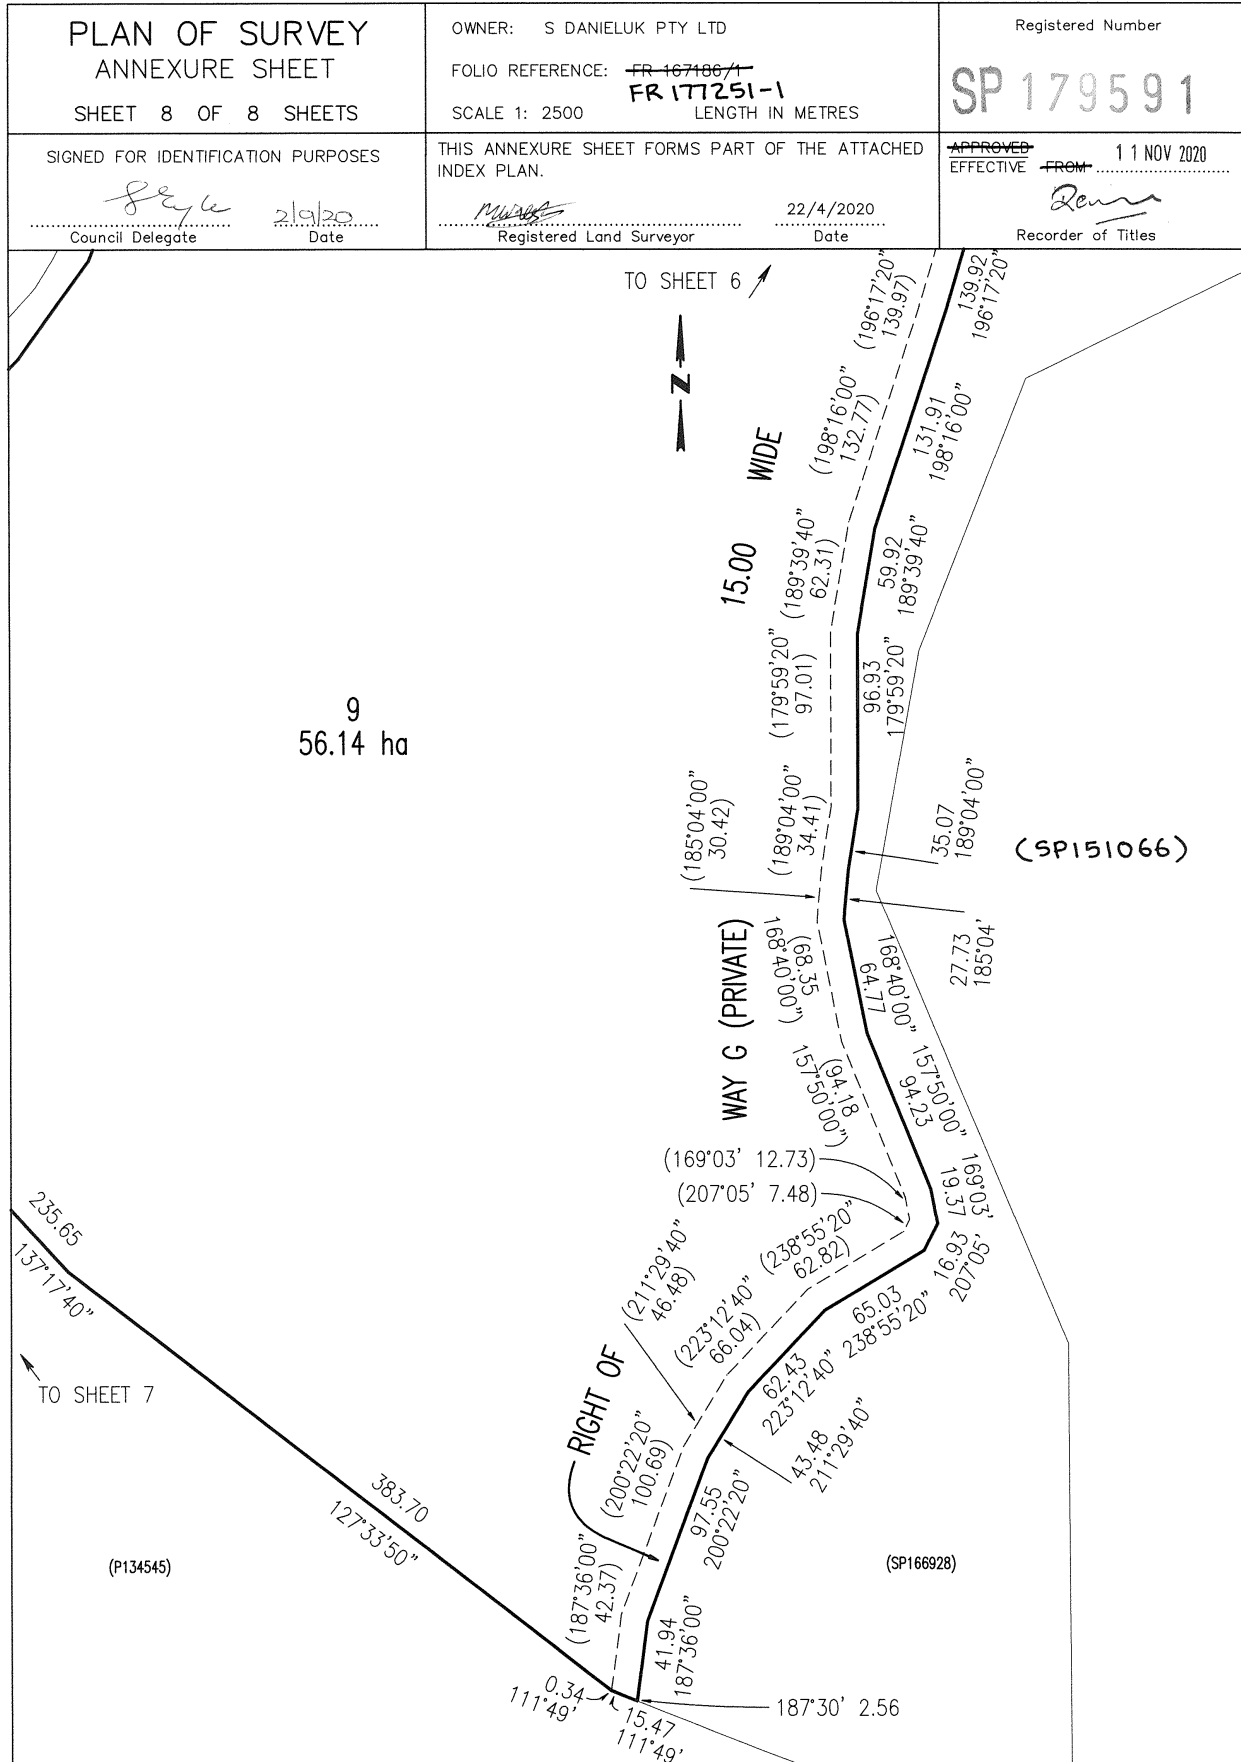 PLAN OF SURVEY
ANNEXURE SHEET
SHEET 8 OF 8 SHEETS
OWNER: S DANIELUK PTY LTD
FOLIO REFERENCE: FR 167186/1
FR 177251-1
SCALE 1: 2500 LENGTH IN METRES
Registered Number
SP 179591
SIGNED FOR IDENTIFICATION PURPOSES
2/9/20
Council Delegate Date
THIS ANNEXURE SHEET FORMS PART OF THE ATTACHED
INDEX PLAN.
22/4/2020
Registered Land Surveyor Date
APPROVED
EFFECTIVE FROM 11 NOV 2020
Recorder of Titles
TO SHEET 6
N
(196°17'20"
139.97)
139.92
196°17'20"
(198°16'00"
132.77)
131.91
198°16'00"
15.00 WIDE
(189°39'40"
62.31)
59.92
189°39'40"
(179°59'20"
97.01)
96.93
179°59'20"
9
56.14 ha
(185°04'00"
30.42)
(189°04'00"
34.41)
35.07
189°04'00"
(SP151066)
27.73
185°04'
(68.35
168°40'00")
168°40'00"
64.77
WAY G (PRIVATE)
(94.18
157°50'00")
157°50'00"
94.23
(169°03' 12.73)
(207°05' 7.48)
169°03'
19.37
16.93
207°05'
235.65
137°17'40"
(211°29'40"
46.48)
(238°55'20"
62.82)
(223°12'40"
66.04)
65.03
238°55'20"
62.43
223°12'40"
43.48
211°29'40"
TO SHEET 7
RIGHT OF
(200°22'20"
100.69)
97.55
200°22'20"
383.70
127°33'50"
(P134545)
(SP166928)
(187°36'00"
42.37)
41.94
187°36'00"
0.34
111°49'
15.47
111°49'
187°30' 2.56